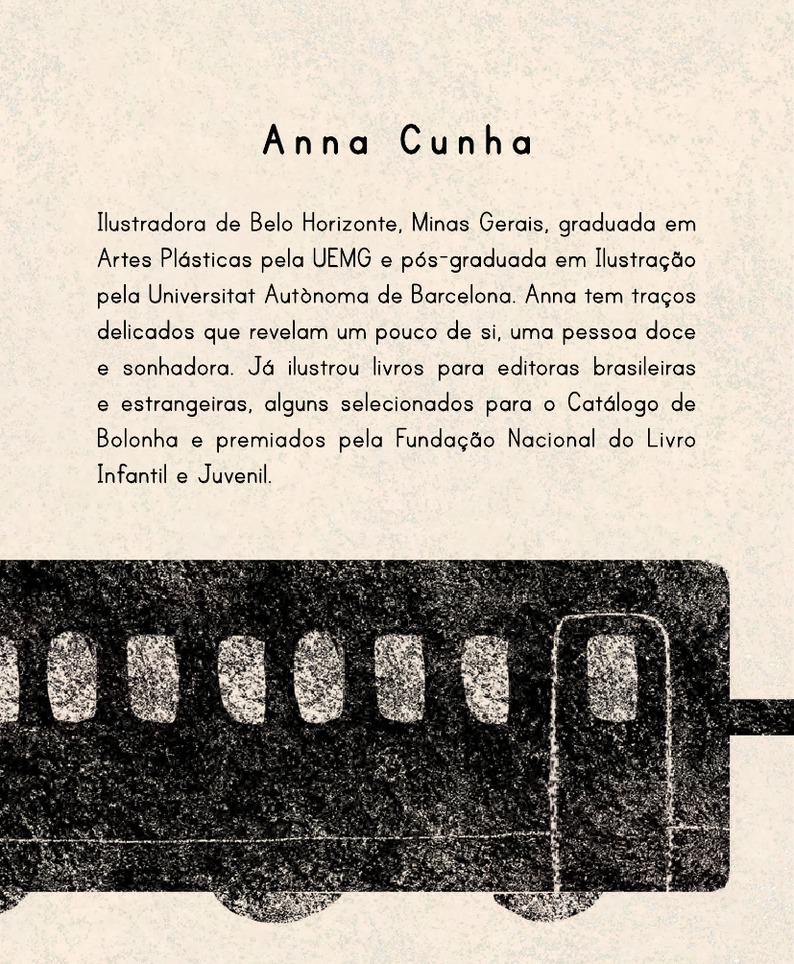 Anna Cunha
Ilustradora de Belo Horizonte, Minas Gerais, graduada em
Artes Plásticas pela UEMG e pós-graduada em Ilustração
pela Universitat Autònoma de Barcelona. Anna tem traços
delicados que revelam um pouco de si, uma pessoa doce
e sonhadora. Já ilustrou livros para editoras brasileiras
e estrangeiras, alguns selecionados para o Catálogo de
Bolonha e premiados pela Fundação Nacional do Livro
Infantil e Juvenil.